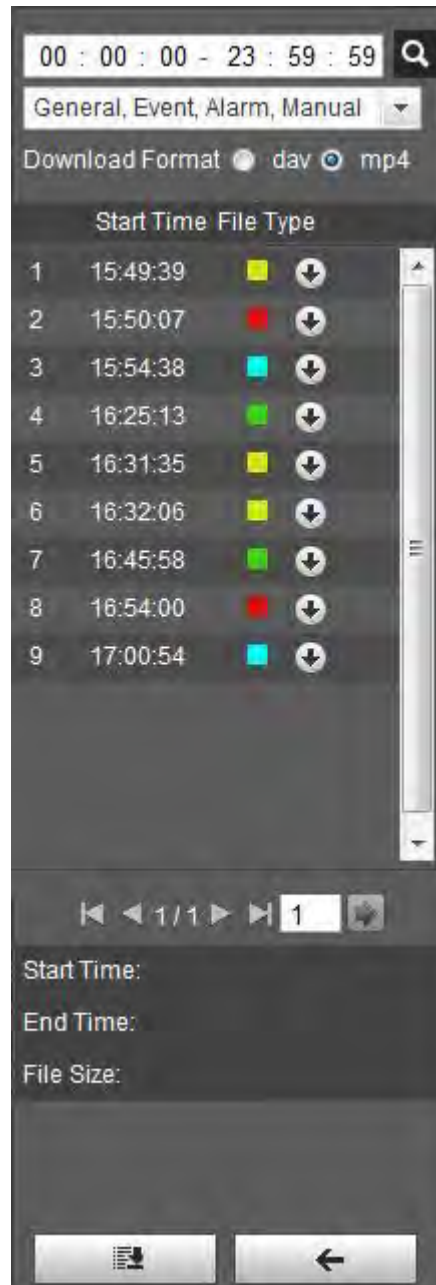 00 : 00 : 00 - 23 : 59 : 59
General, Event, Alarm, Manual
Download Format dav mp4
Start Time File Type
1 15:49:39
2 15:50:07
3 15:54:38
4 16:25:13
5 16:31:35
6 16:32:06
7 16:45:58
8 16:54:00
9 17:00:54
1 / 1 1
Start Time:
End Time:
File Size: